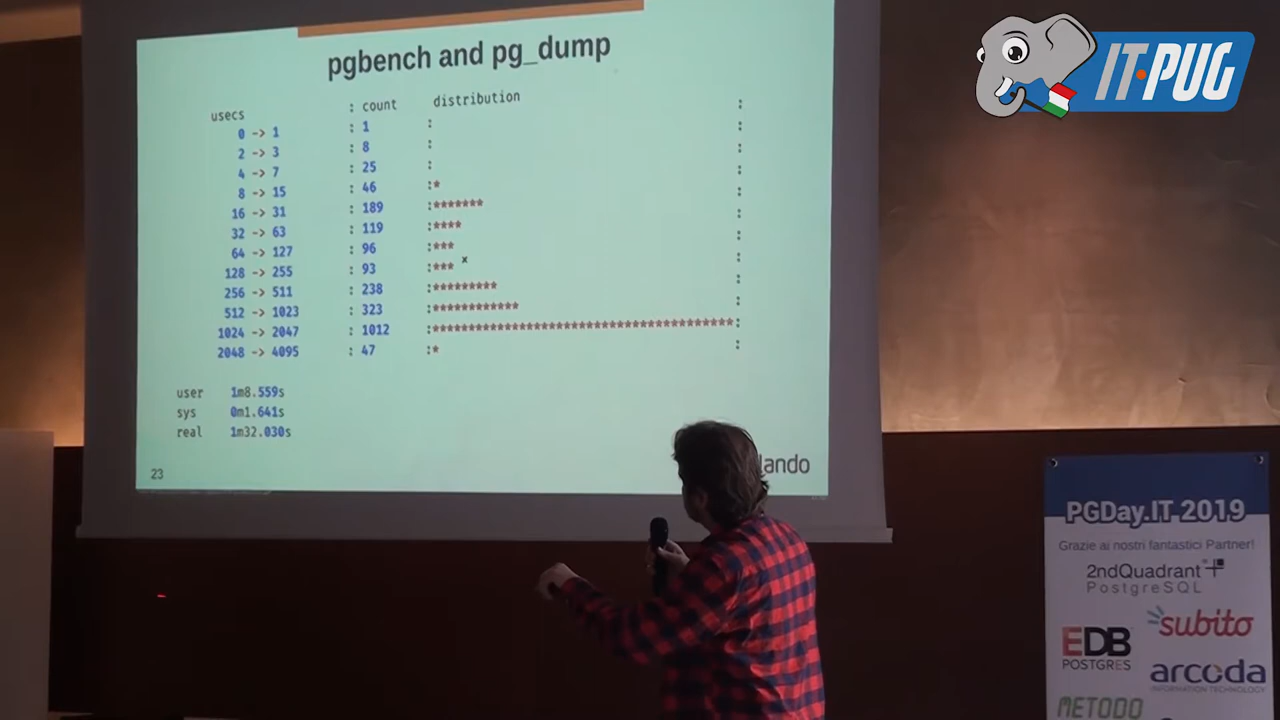 IT·PUG
pgbench and pg_dump
usecs : count distribution :
0 -> 1 : 1 : :
2 -> 3 : 8 : :
4 -> 7 : 25 : :
8 -> 15 : 46 :* :
16 -> 31 : 189 :******* :
32 -> 63 : 119 :**** :
64 -> 127 : 96 :*** :
128 -> 255 : 93 :*** :
256 -> 511 : 238 :********* :
512 -> 1023 : 323 :************ :
1024 -> 2047 : 1012 :**************************************:
2048 -> 4095 : 47 :* :
user 1m8.559s
sys 0m1.641s
real 1m32.030s
23
lando
PGDay.IT 2019
Grazie ai nostri fantastici Partner!
2ndQuadrant
PostgreSQL
subito
EDB
POSTGRES
arcoda
INFORMATION TECHNOLOGY
METODO